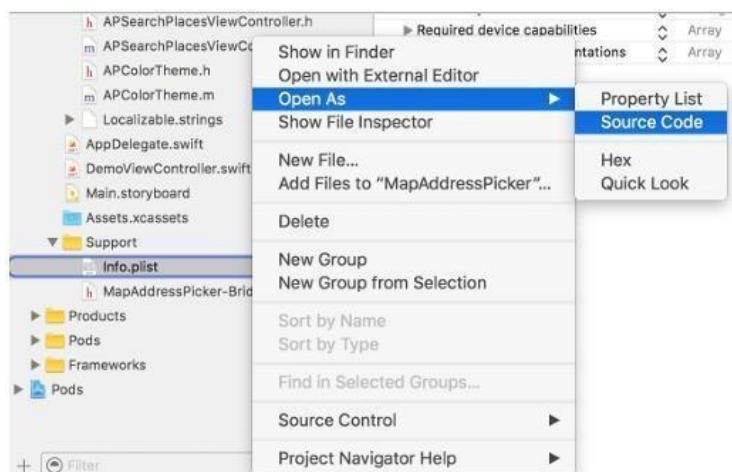 APSearchPlacesViewController.h
APSearchPlacesViewCo
APColorTheme.h
APColorTheme.m
Localizable.strings
AppDelegate.swift
DemoViewController.swift
Main.storyboard
Assets.xcassets
Support
Info.plist
MapAddressPicker-Brid
Products
Pods
Frameworks
Pods
Filter
Required device capabilities Array
ntations Array
Show in Finder
Open with External Editor
Open As
Show File Inspector
New File...
Add Files to “MapAddressPicker”...
Delete
New Group
New Group from Selection
Sort by Name
Sort by Type
Find in Selected Groups...
Source Control
Project Navigator Help
Property List
Source Code
Hex
Quick Look